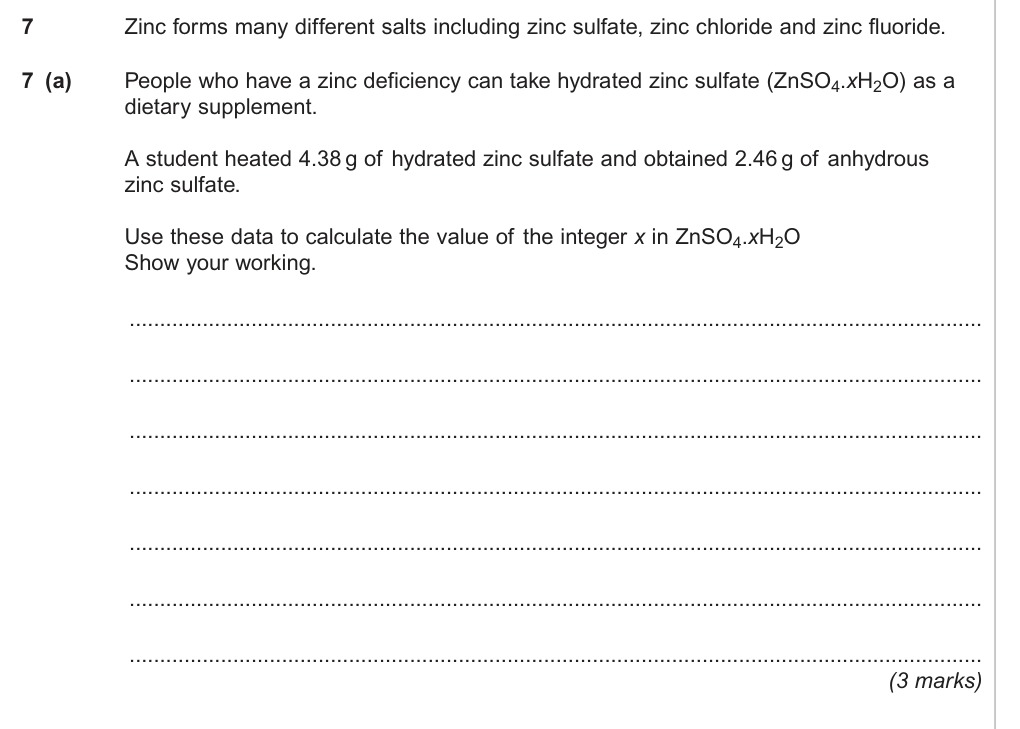 7 Zinc forms many different salts including zinc sulfate, zinc chloride and zinc fluoride.
7 (a) People who have a zinc deficiency can take hydrated zinc sulfate (ZnSO₄.xH₂O) as a
dietary supplement.
A student heated 4.38 g of hydrated zinc sulfate and obtained 2.46 g of anhydrous
zinc sulfate.
Use these data to calculate the value of the integer x in ZnSO₄.xH₂O
Show your working.
(3 marks)